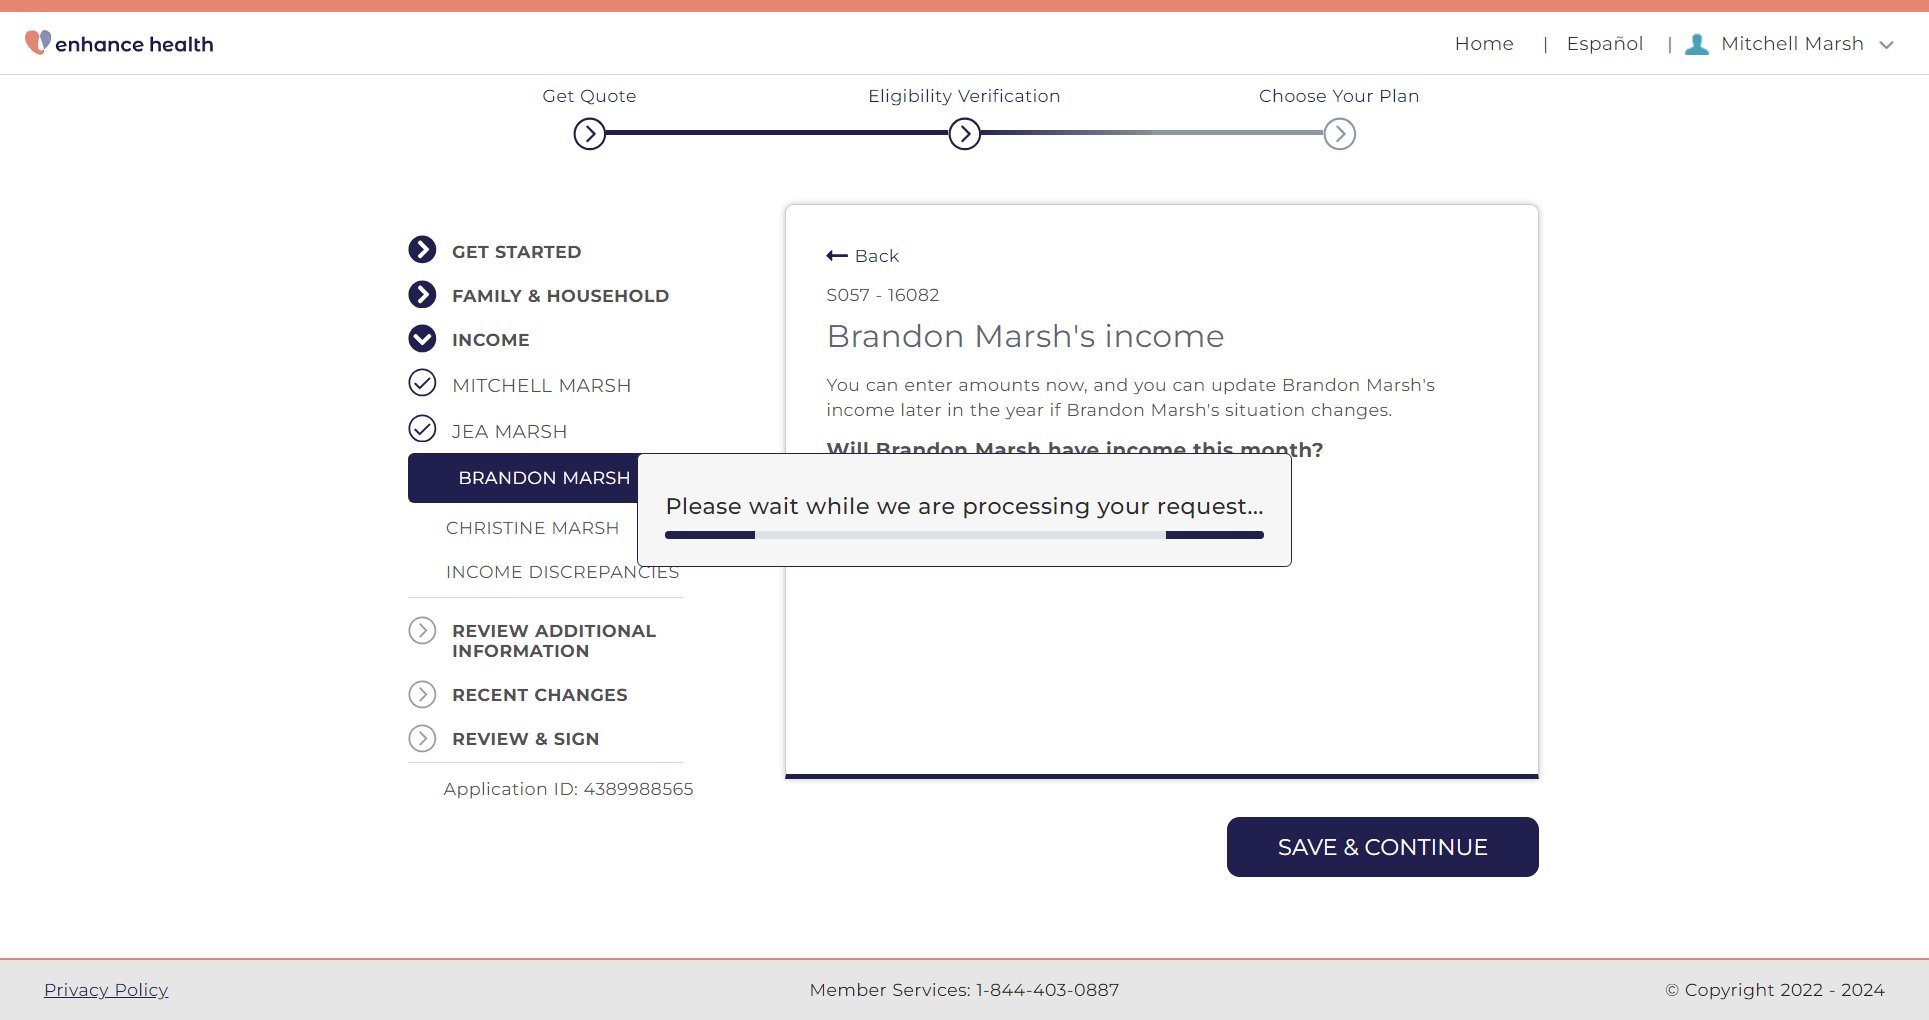 enhance health
Home | Español | Mitchell Marsh
Get Quote
Eligibility Verification
Choose Your Plan
GET STARTED
FAMILY & HOUSEHOLD
INCOME
MITCHELL MARSH
JEA MARSH
BRANDON MARSH
CHRISTINE MARSH
INCOME DISCREPANCIES
REVIEW ADDITIONAL
INFORMATION
RECENT CHANGES
REVIEW & SIGN
Application ID: 4389988565
Back
S057 - 16082
Brandon Marsh's income
You can enter amounts now, and you can update Brandon Marsh's
income later in the year if Brandon Marsh's situation changes.
Will Brandon Marsh have income this month?
Please wait while we are processing your request...
SAVE & CONTINUE
Privacy Policy
Member Services: 1-844-403-0887
© Copyright 2022 - 2024